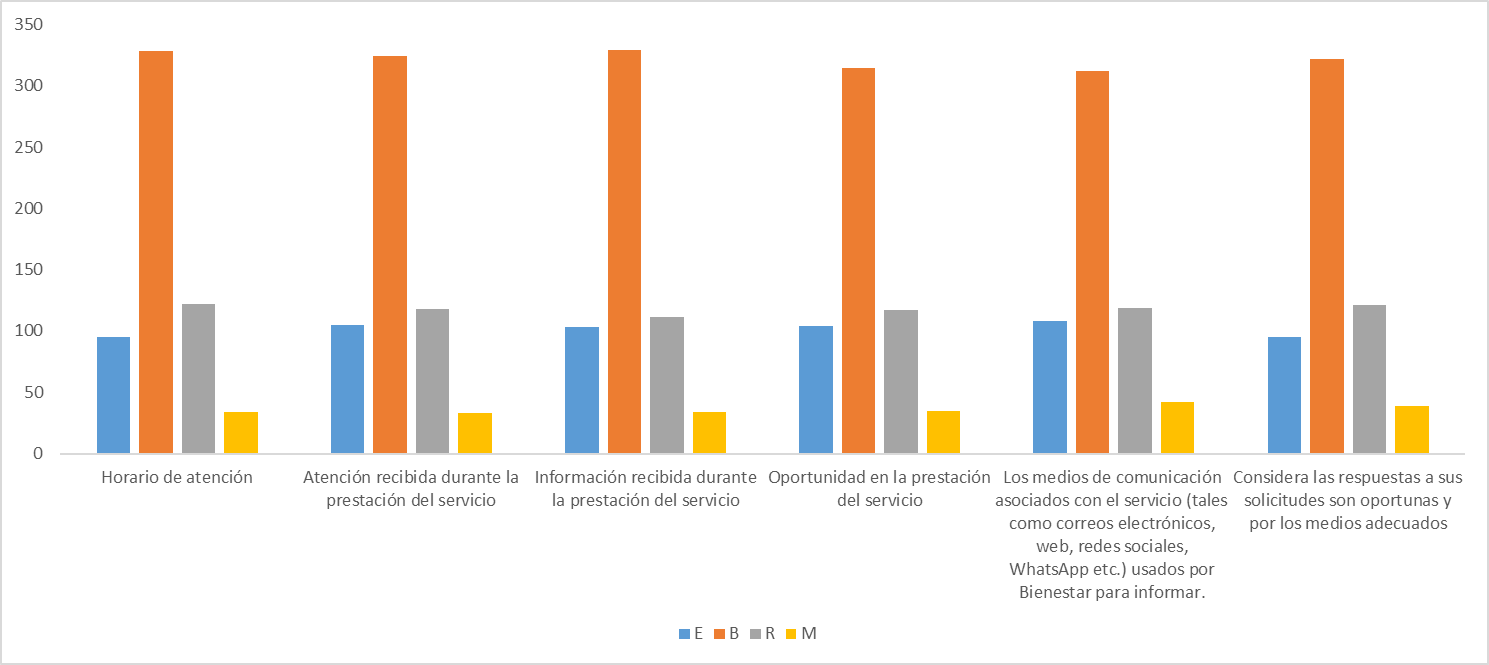 350
300
250
200
150
100
50
0
Horario de atención
Atención recibida durante la
prestación del servicio
Información recibida durante
la prestación del servicio
Oportunidad en la prestación
del servicio
Los medios de comunicación
asociados con el servicio (tales
como correos electrónicos,
web, redes sociales,
WhatsApp etc.) usados por
Bienestar para informar.
Considera las respuestas a sus
solicitudes son oportunas y
por los medios adecuados
E B R M